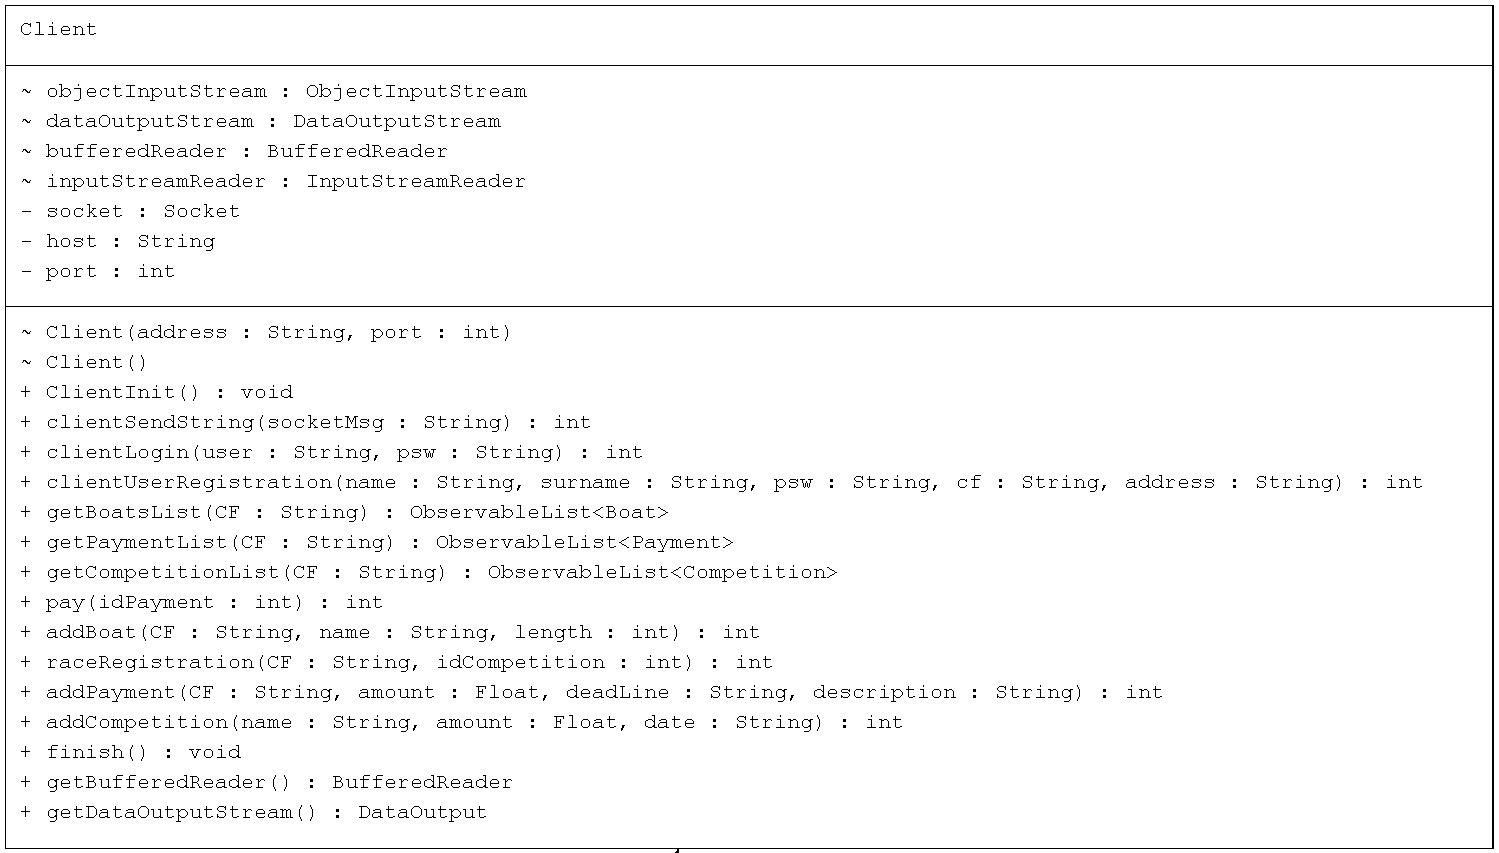 Client
~ objectInputStream : ObjectInputStream
~ dataOutputStream : DataOutputStream
~ bufferedReader : BufferedReader
~ inputStreamReader : InputStreamReader
- socket : Socket
- host : String
- port : int
~ Client(address : String, port : int)
~ Client()
+ ClientInit() : void
+ clientSendString(socketMsg : String) : int
+ clientLogin(user : String, psw : String) : int
+ clientUserRegistration(name : String, surname : String, psw : String, cf : String, address : String) : int
+ getBoatsList(CF : String) : ObservableList<Boat>
+ getPaymentList(CF : String) : ObservableList<Payment>
+ getCompetitionList(CF : String) : ObservableList<Competition>
+ pay(idPayment : int) : int
+ addBoat(CF : String, name : String, length : int) : int
+ raceRegistration(CF : String, idCompetition : int) : int
+ addPayment(CF : String, amount : Float, deadLine : String, description : String) : int
+ addCompetition(name : String, amount : Float, date : String) : int
+ finish() : void
+ getBufferedReader() : BufferedReader
+ getDataOutputStream() : DataOutput